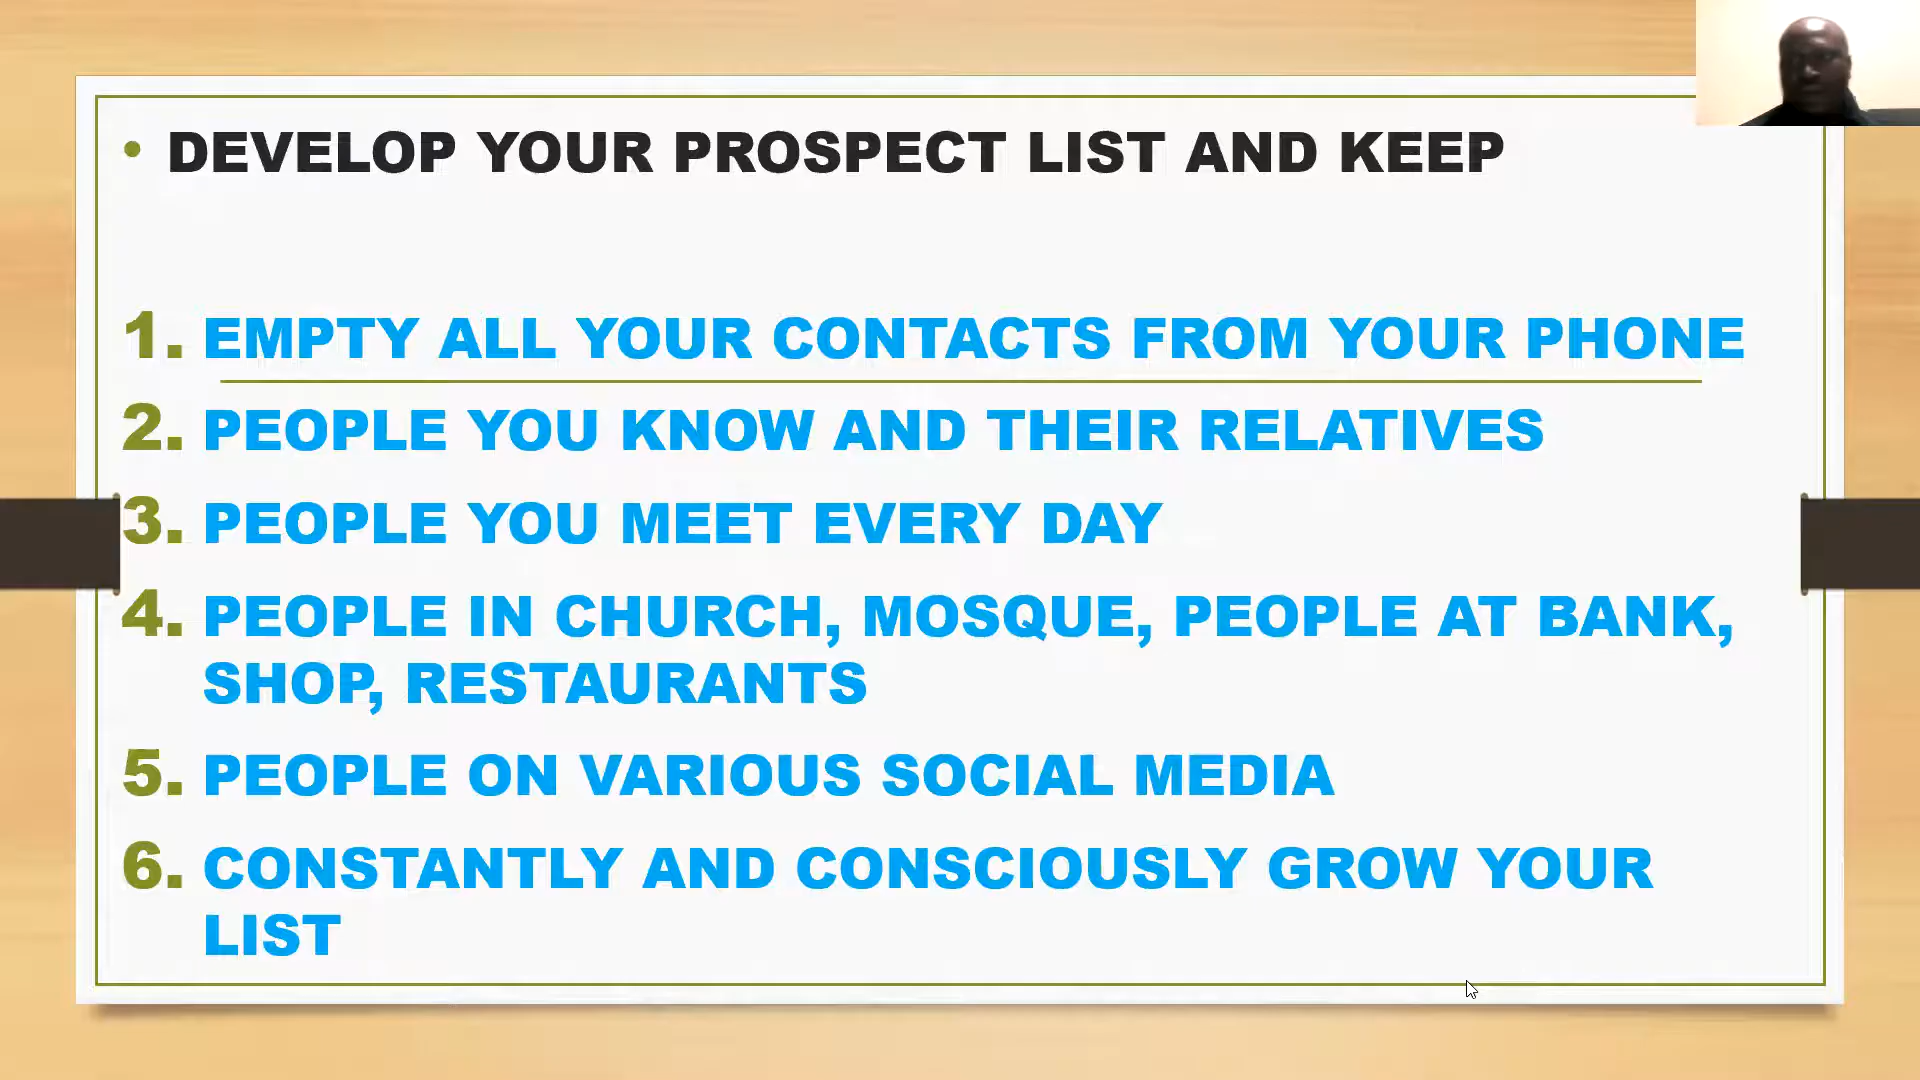 • DEVELOP YOUR PROSPECT LIST AND KEEP
1. EMPTY ALL YOUR CONTACTS FROM YOUR PHONE
2. PEOPLE YOU KNOW AND THEIR RELATIVES
3. PEOPLE YOU MEET EVERY DAY
4. PEOPLE IN CHURCH, MOSQUE, PEOPLE AT BANK,
SHOP, RESTAURANTS
5. PEOPLE ON VARIOUS SOCIAL MEDIA
6. CONSTANTLY AND CONSCIOUSLY GROW YOUR
LIST